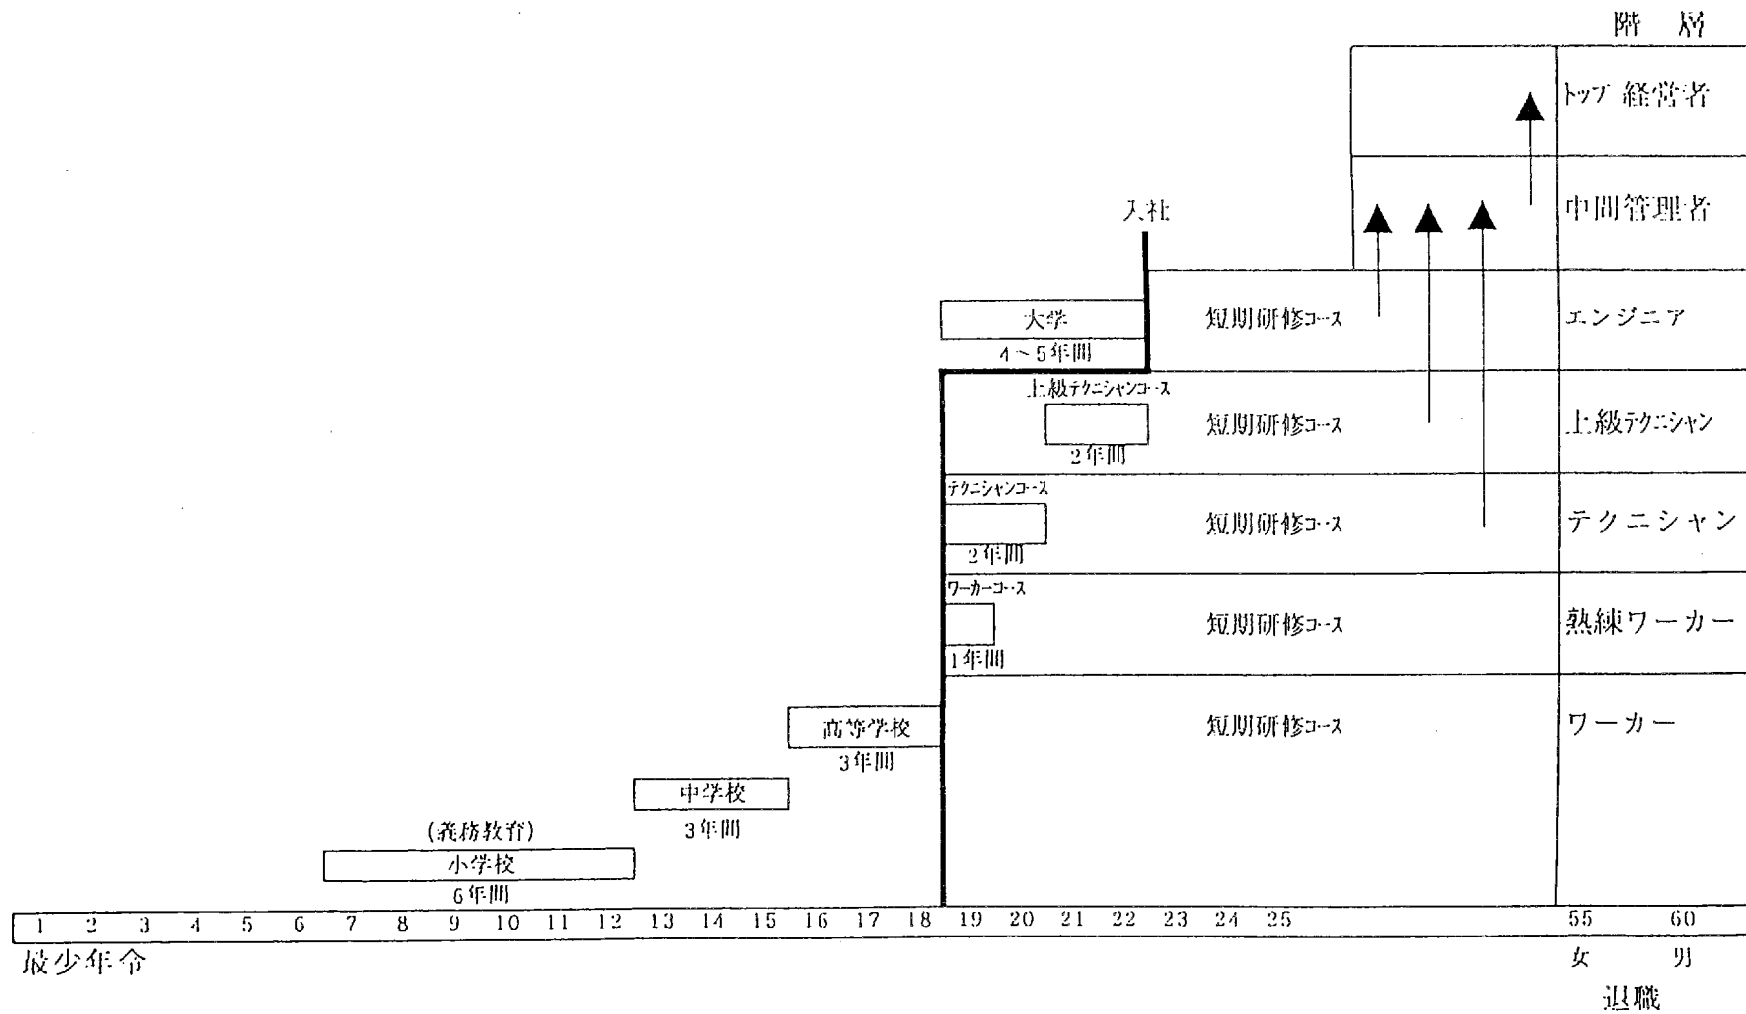 階 層
トップ 経営者
中間管理者
入社
大学
4～5年間
短期研修コース
エンジニア
上級テクニシャンコース
2年間
短期研修コース
上級テクニシャン
テクニシャンコース
2年間
短期研修コース
テクニシャン
ワーカーコース
1年間
短期研修コース
熟練ワーカー
高等学校
3年間
短期研修コース
ワーカー
中学校
3年間
(義務教育)
小学校
6年間
1 2 3 4 5 6 7 8 9 10 11 12 13 14 15 16 17 18 19 20 21 22 23 24 25 55 60
最少年令
女 男
退職